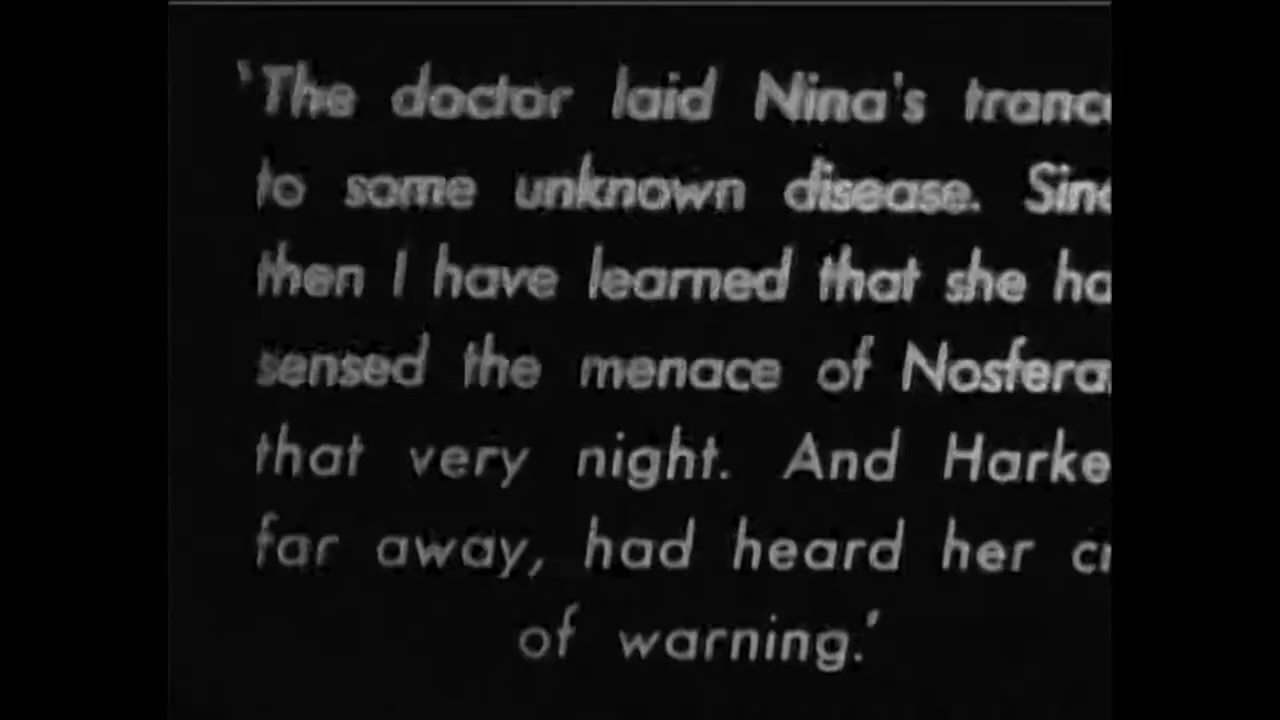 'The doctor laid Nina's tranc
to some unknown disease. Sinc
then I have learned that she ha
sensed the menace of Nosfera
that very night. And Harke
far away, had heard her cr
of warning.'